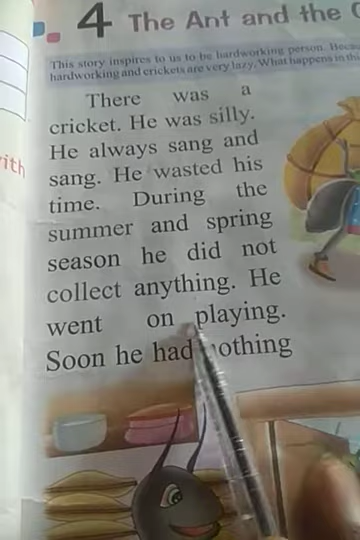 4 The Ant and the
This story inspires to us to be hardworking person.
hardworking and crickets are very lazy. What happens in
There was a
cricket. He was silly.
He always sang and
sang. He wasted his
time. During the
summer and spring
season he did not
collect anything. He
went on playing.
Soon he had nothing